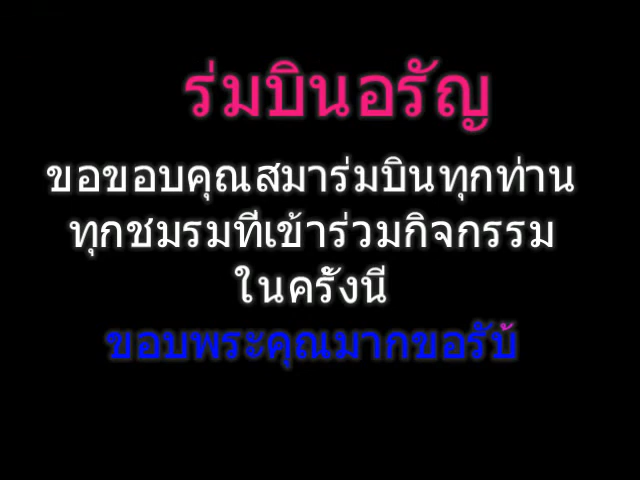 ร่มบินอรัญ
ขอขอบคุณสมาร่มบินทุกท่าน
ทุกชมรมที่เข้าร่วมกิจกรรม
ในครั้งนี้
ขอบพระคุณมากขอรับ้